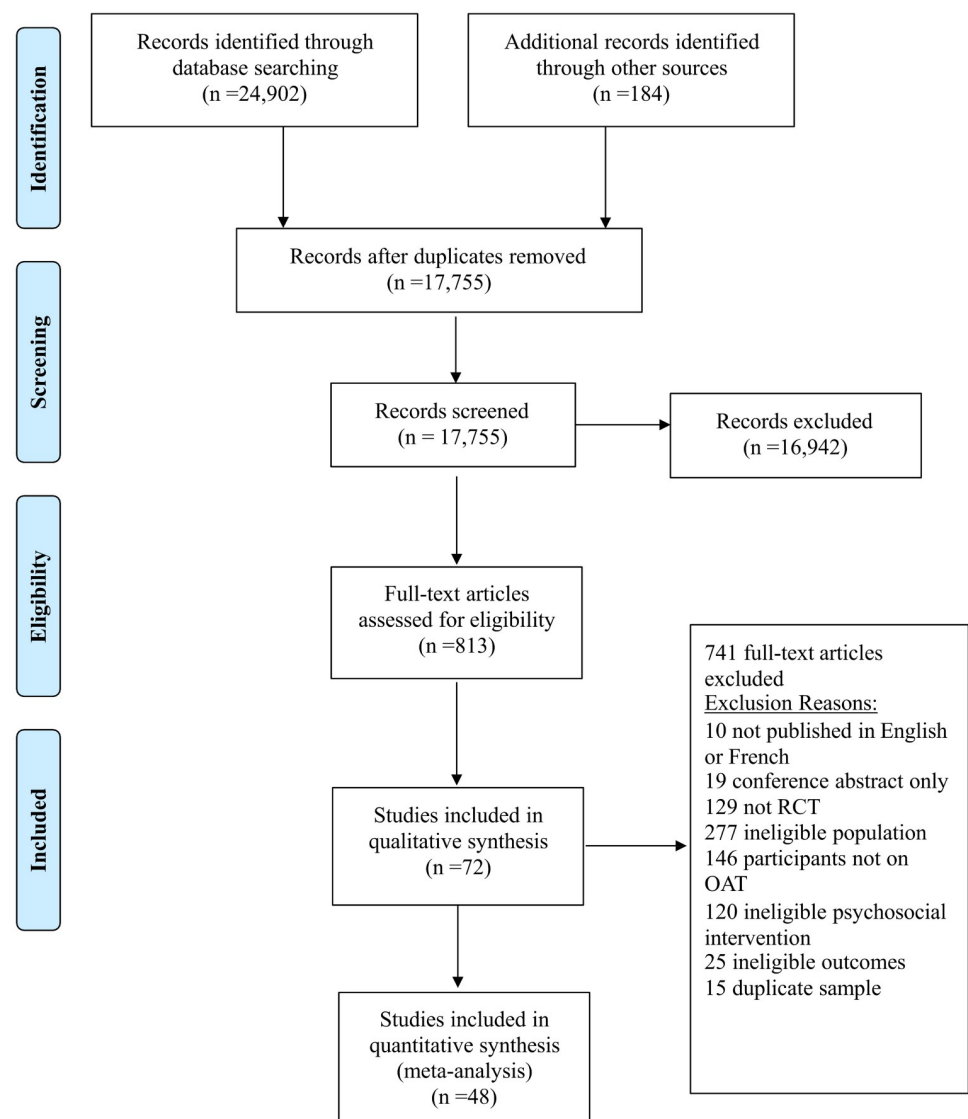 Identification
Records identified through
database searching
(n =24,902)
Additional records identified
through other sources
(n =184)
Records after duplicates removed
(n =17,755)
Screening
Records screened
(n = 17,755)
Records excluded
(n =16,942)
Eligibility
Full-text articles
assessed for eligibility
(n =813)
741 full-text articles
excluded
Exclusion Reasons:
10 not published in English
or French
19 conference abstract only
129 not RCT
277 ineligible population
146 participants not on
OAT
120 ineligible psychosocial
intervention
25 ineligible outcomes
15 duplicate sample
Included
Studies included in
qualitative synthesis
(n =72)
Studies included in
quantitative synthesis
(meta-analysis)
(n =48)